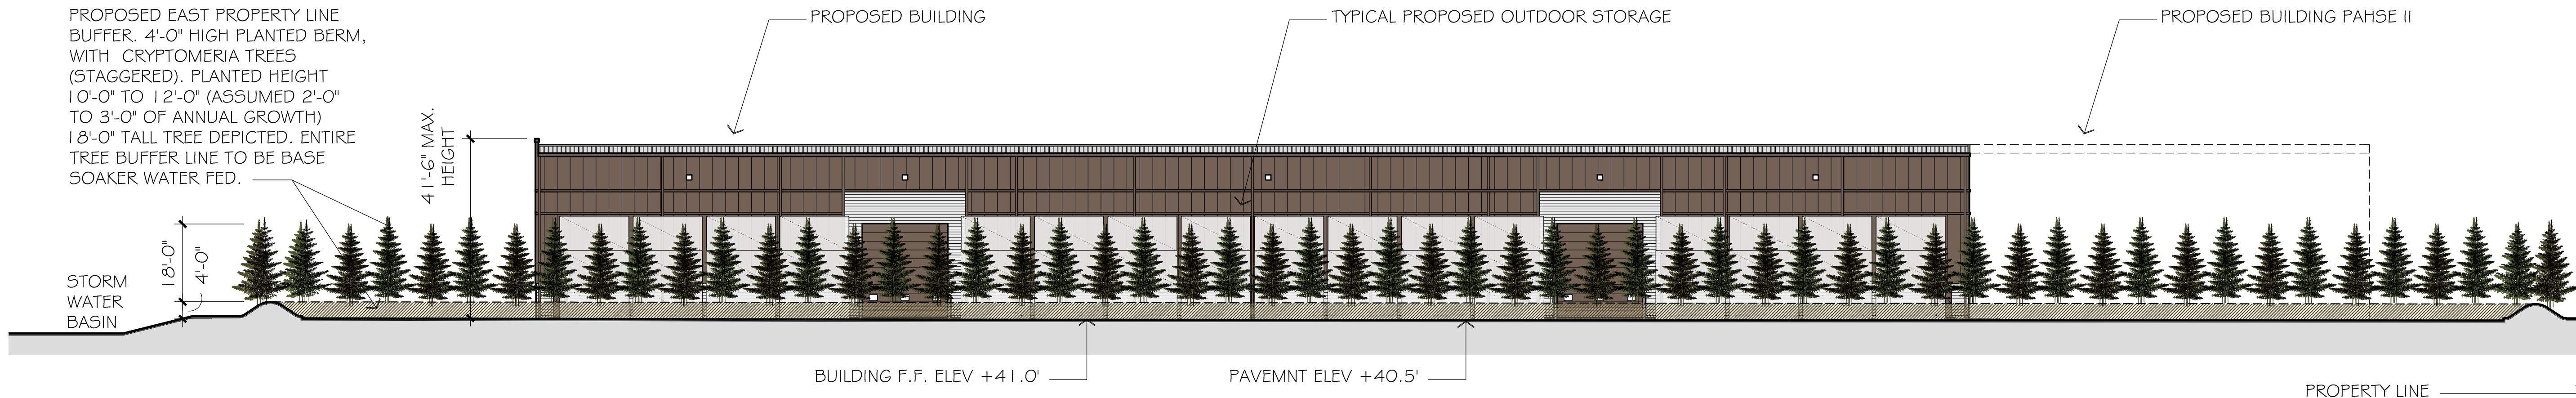 PROPOSED EAST PROPERTY LINE
BUFFER. 4'-0" HIGH PLANTED BERM,
WITH CRYPTOMERIA TREES
(STAGGERED). PLANTED HEIGHT
10'-0" TO 12'-0" (ASSUMED 2'-0"
TO 3'-0" OF ANNUAL GROWTH)
18'-0" TALL TREE DEPICTED. ENTIRE
TREE BUFFER LINE TO BE BASE
SOAKER WATER FED.
PROPOSED BUILDING
TYPICAL PROPOSED OUTDOOR STORAGE
PROPOSED BUILDING PAHSE II
41'-6" MAX.
HEIGHT
18'-0"
4'-0"
STORM
WATER
BASIN
BUILDING F.F. ELEV +41.0'
PAVEMNT ELEV +40.5'
PROPERTY LINE